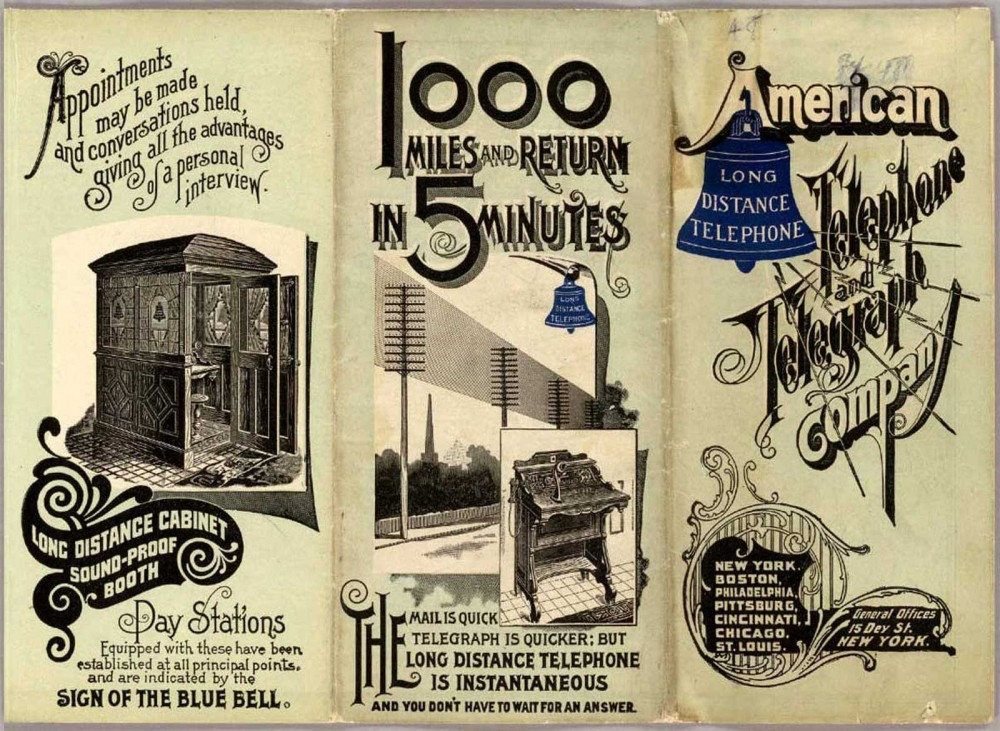 Appointments
may be made
and conversations held,
giving all the advantages
of a personal
interview.
LONG DISTANCE CABINET
SOUND-PROOF
BOOTH
Pay Stations
Equipped with these have been
established at all principal points,
and are indicated by the
SIGN OF THE BLUE BELL.
1000
MILES AND RETURN
IN 5 MINUTES
LONG
DISTANCE
TELEPHONE
THE MAIL IS QUICK
TELEGRAPH IS QUICKER; BUT
LONG DISTANCE TELEPHONE
IS INSTANTANEOUS
AND YOU DON'T HAVE TO WAIT FOR AN ANSWER.
American
LONG
DISTANCE
TELEPHONE
Telephone
and
Telegraph
Company
NEW YORK,
BOSTON,
PHILADELPHIA,
PITTSBURG,
CINCINNATI,
CHICAGO,
ST. LOUIS.
General Offices
15 Dey St.
NEW YORK.